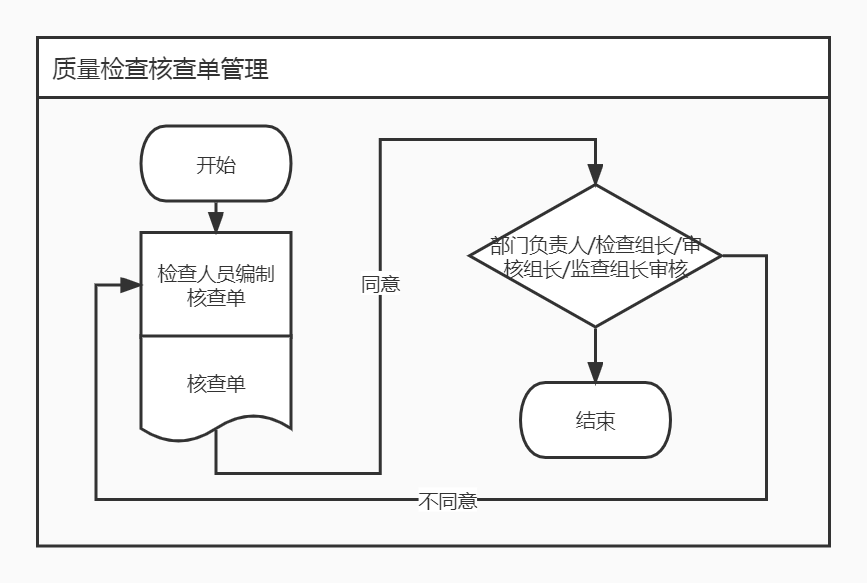 质量检查核查单管理
开始
检查人员编制
核查单
核查单
同意
部门负责人/检查组长/审
核组长/监查组长审核
结束
不同意